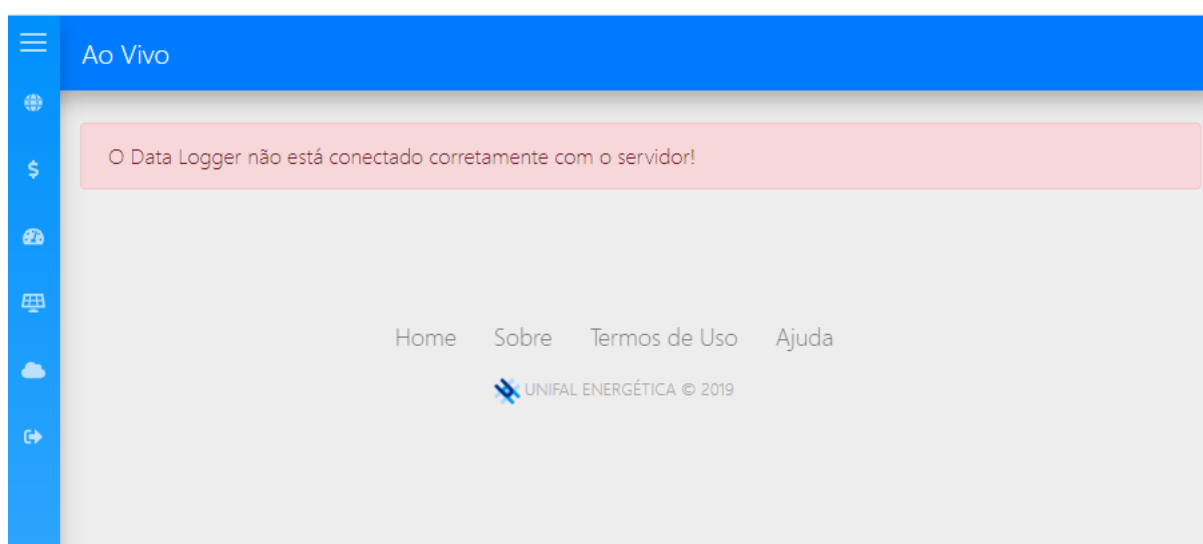 Ao Vivo
O Data Logger não está conectado corretamente com o servidor!
Home Sobre Termos de Uso Ajuda
UNIFAL ENERGÉTICA © 2019